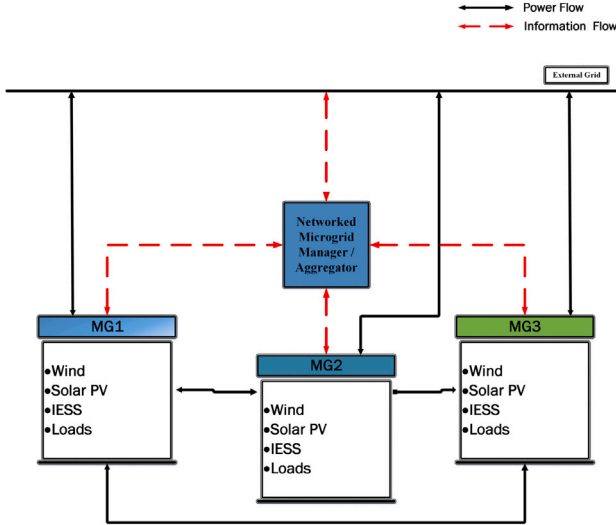 Power Flow
Information Flow
External Grid
Networked
Microgrid
Manager /
Aggregator
MG1
•Wind
•Solar PV
•IESS
•Loads
MG2
•Wind
•Solar PV
•IESS
•Loads
MG3
•Wind
•Solar PV
•IESS
•Loads